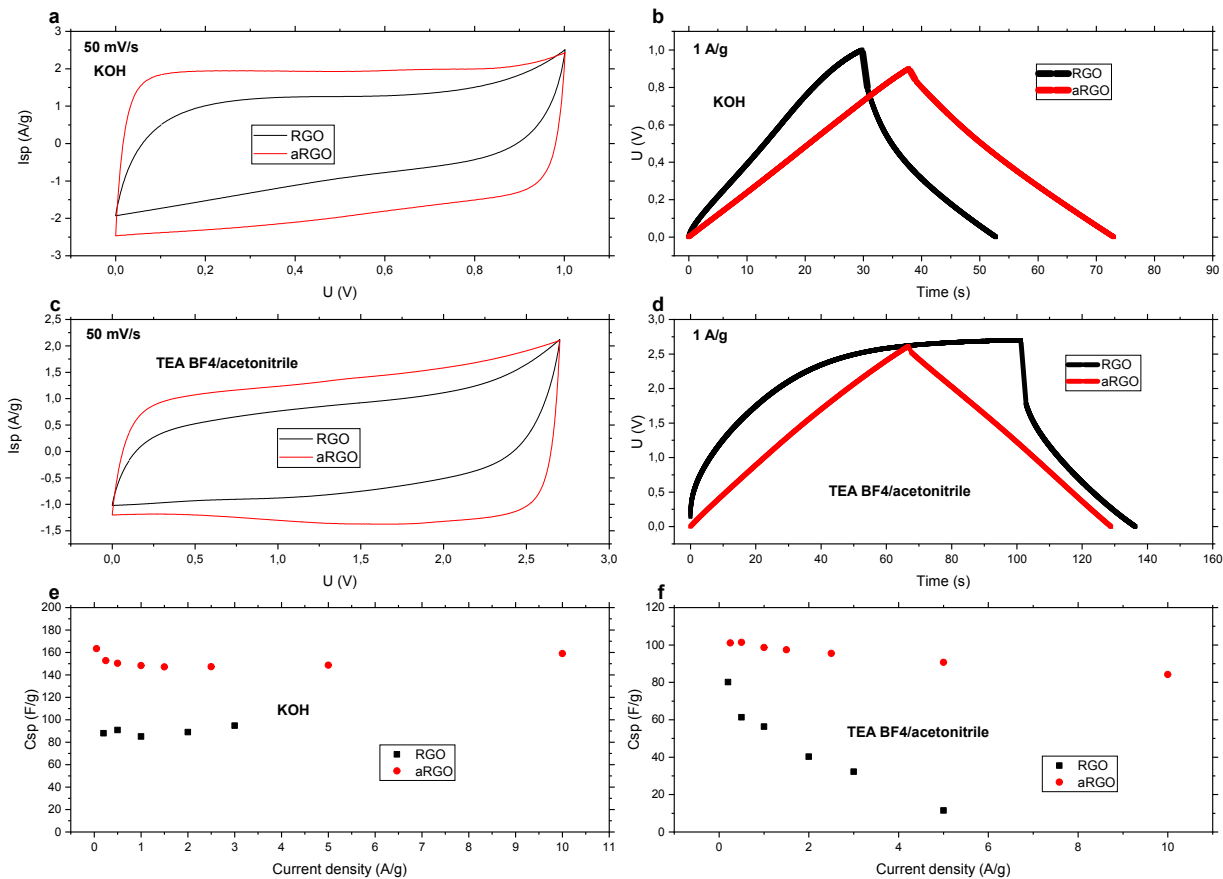 a
50 mV/s
KOH
RGO
aRGO
Isp (A/g)
3
2
1
0
-1
-2
-3
0,0 0,2 0,4 0,6 0,8 1,0
U (V)
b
1 A/g
KOH
RGO
aRGO
U (V)
1,0
0,8
0,6
0,4
0,2
0,0
0 10 20 30 40 50 60 70 80 90
Time (s)
c
50 mV/s
TEA BF4/acetonitrile
RGO
aRGO
Isp (A/g)
2,5
2,0
1,5
1,0
0,5
0,0
-0,5
-1,0
-1,5
0,0 0,5 1,0 1,5 2,0 2,5 3,0
U (V)
d
1 A/g
RGO
aRGO
TEA BF4/acetonitrile
U (V)
3,0
2,5
2,0
1,5
1,0
0,5
0,0
0 20 40 60 80 100 120 140 160
Time (s)
e
KOH
RGO
aRGO
Csp (F/g)
200
180
160
140
120
100
80
60
40
20
0
0 1 2 3 4 5 6 7 8 9 10 11
Current density (A/g)
f
TEA BF4/acetonitrile
RGO
aRGO
Csp (F/g)
120
100
80
60
40
20
0
0 2 4 6 8 10
Current density (A/g)